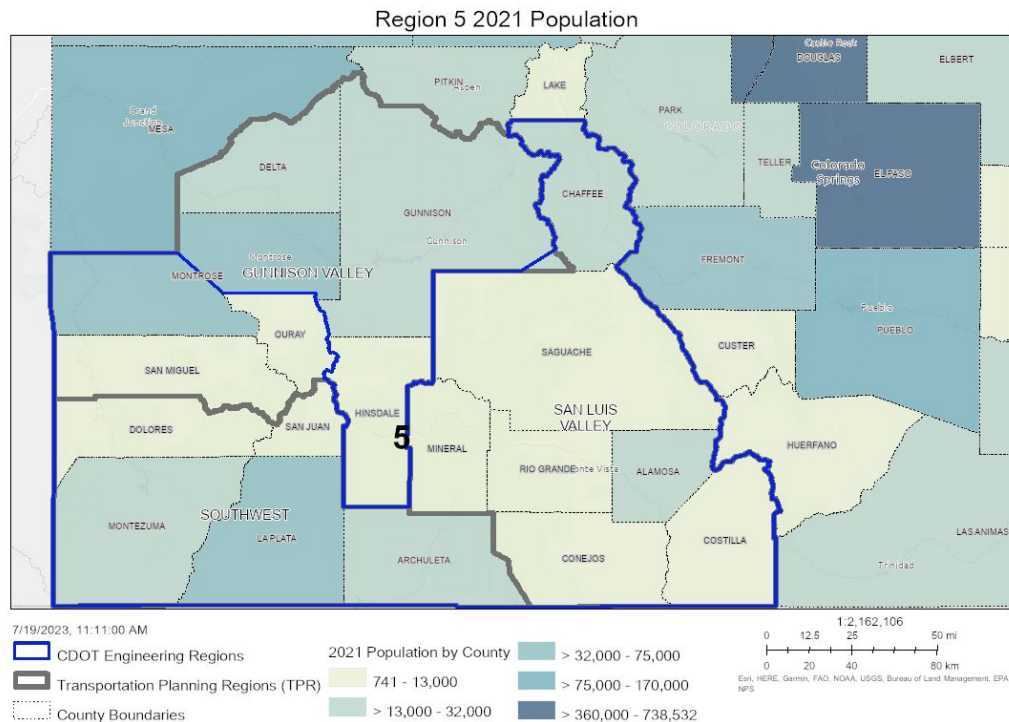 Region 5 2021 Population
Castle Rock
DOUGLAS
ELBERT
PITKIN
Aspen
LAKE
PARK
COLORADO
Grand
Junction
MESA
DELTA
TELLER
Colorado
Springs
EL PASO
CHAFFEE
GUNNISON
Gunnison
MONTROSE
Montrose
GUNNISON VALLEY
FREMONT
Pueblo
PUEBLO
OURAY
SAN MIGUEL
SAGUACHE
CUSTER
HINSDALE
SAN LUIS
VALLEY
DOLORES
SAN JUAN
5
MINERAL
HUERFANO
RIO GRANDE
Monte Vista
ALAMOSA
MONTEZUMA
SOUTHWEST
LA PLATA
ARCHULETA
CONEJOS
COSTILLA
LAS ANIMAS
Trinidad
7/19/2023, 11:11:00 AM
CDOT Engineering Regions
Transportation Planning Regions (TPR)
County Boundaries
2021 Population by County
741 - 13,000
> 13,000 - 32,000
> 32,000 - 75,000
> 75,000 - 170,000
> 360,000 - 738,532
1:2,162,106
0 12.5 25 50 mi
0 20 40 80 km
Esri, HERE, Garmin, FAO, NOAA, USGS, Bureau of Land Management, EPA,
NPS